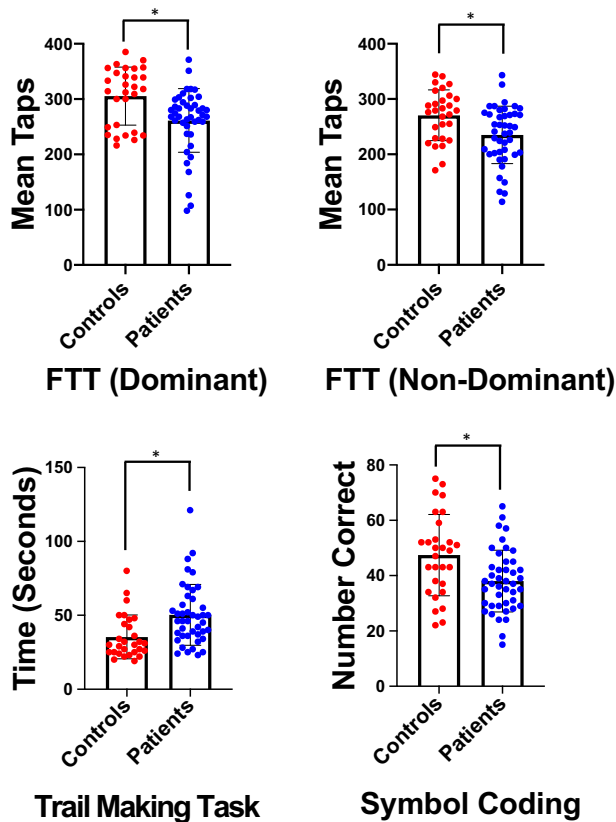 *
*
Mean Taps
400
300
200
100
0
Controls
Patients
FTT (Dominant)
Mean Taps
400
300
200
100
0
Controls
Patients
FTT (Non-Dominant)
*
Time (Seconds)
150
100
50
0
Controls
Patients
Trail Making Task
*
Number Correct
80
60
40
20
0
Controls
Patients
Symbol Coding